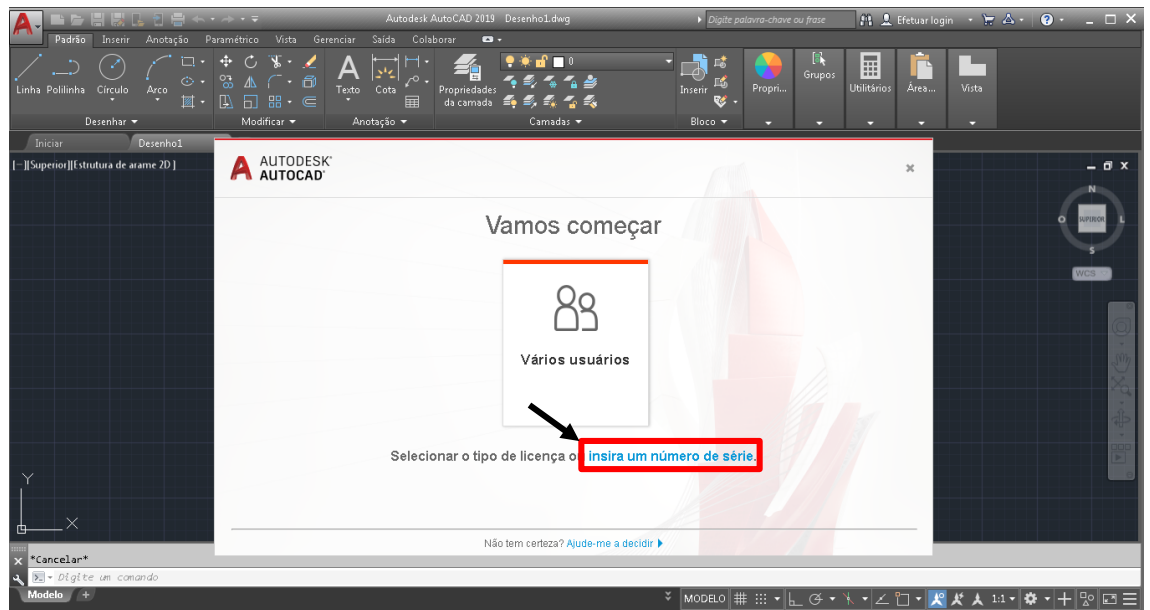 Autodesk AutoCAD 2019 Desenho1.dwg
Digite palavra-chave ou frase
Efetuar login
Padrão Inserir Anotação Paramétrico Vista Gerenciar Saída Colaborar
Linha Polilinha Círculo Arco
Texto Cota
Propriedades
da camada
0
Inserir
Propri...
Grupos
Utilitários
Área...
Vista
Desenhar Modificar Anotação Camadas Bloco
Iniciar Desenho1
[−][Superior][Estrutura de arame 2D ]
AUTODESK®
AUTOCAD®
N
O SUPERIOR L
S
WCS
Vamos começar
Vários usuários
Selecionar o tipo de licença ou insira um número de série.
Não tem certeza? Ajude-me a decidir
Y
X
*Cancelar*
Digite um comando
Modelo +
MODELO
1:1